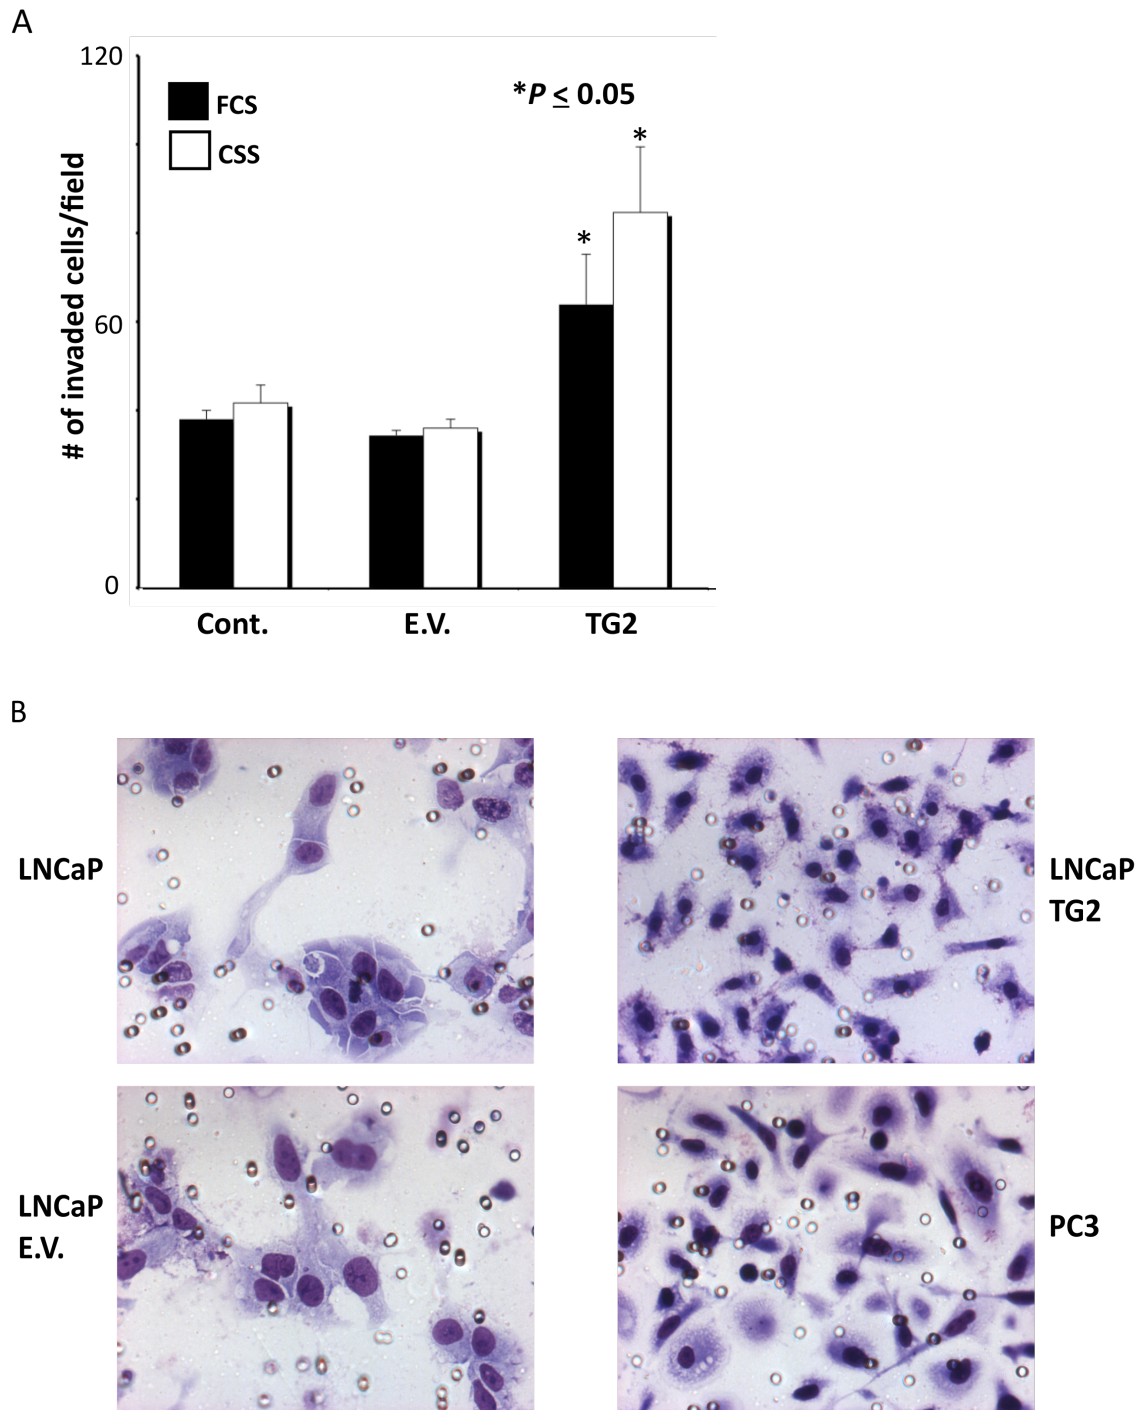 A
120
FCS
*P ≤ 0.05
CSS
*
*
# of invaded cells/field
60
0
Cont.
E.V.
TG2
B
LNCaP
LNCaP
TG2
LNCaP
E.V.
PC3